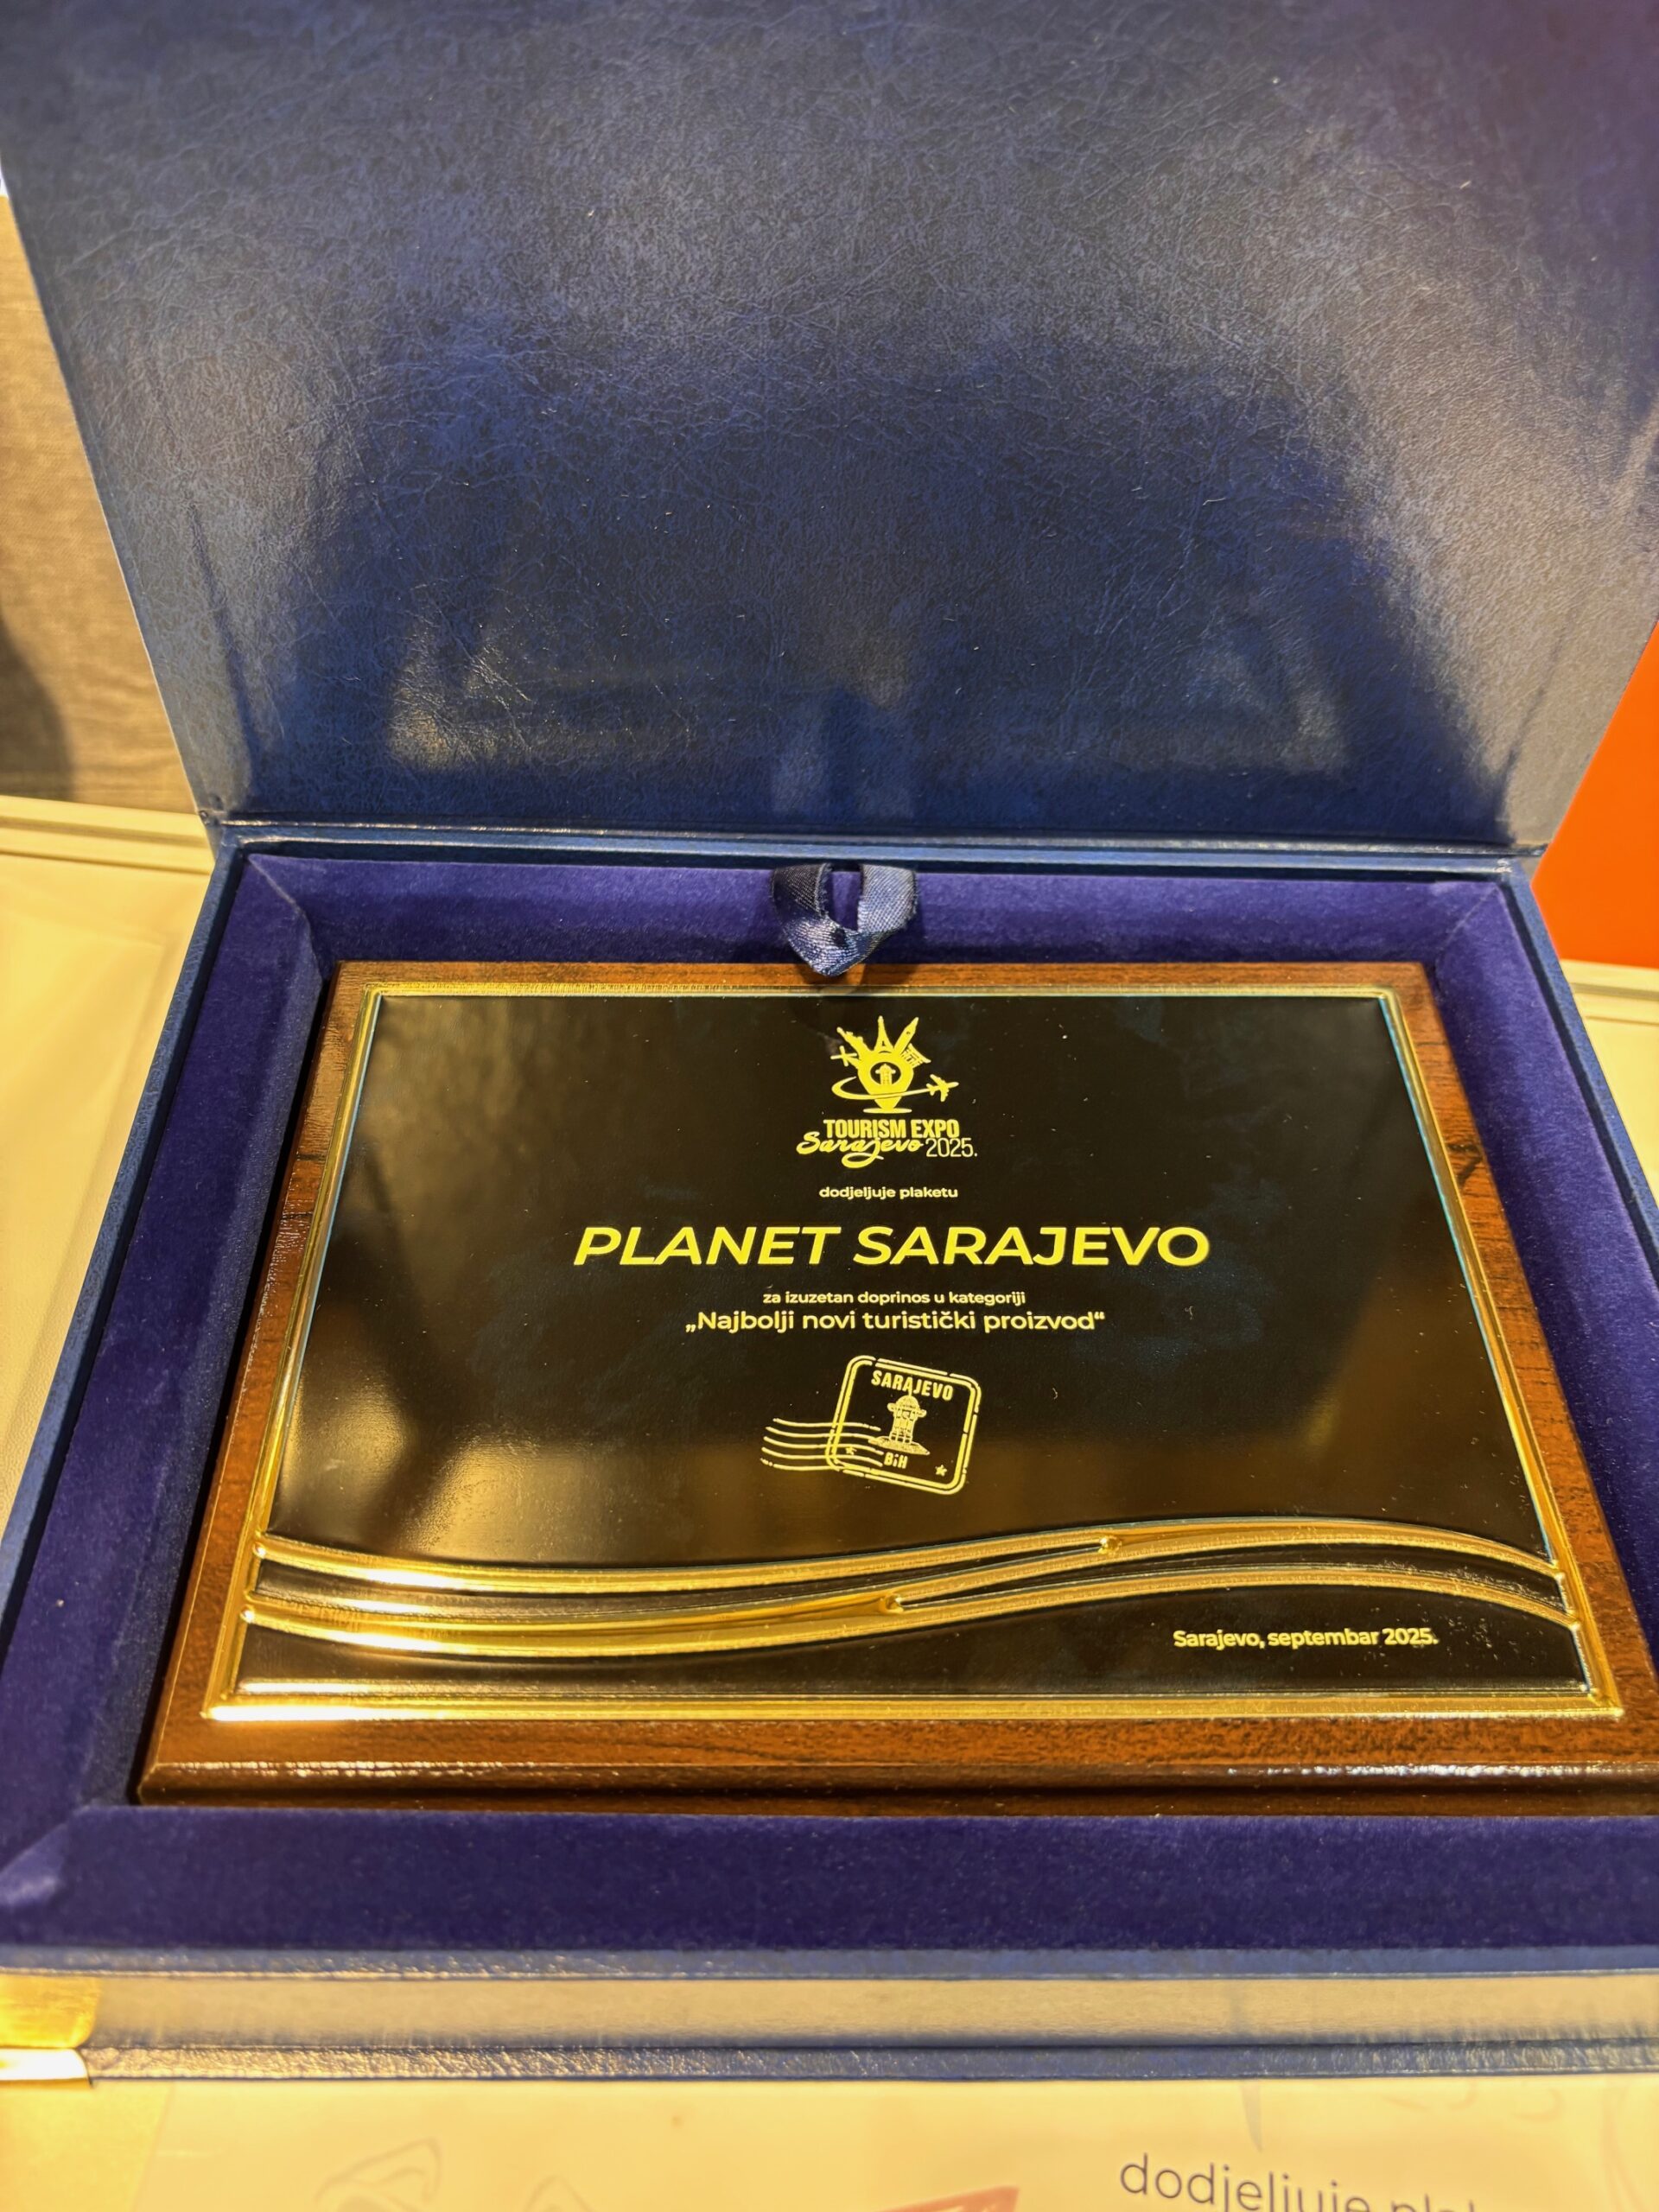 TOURISM EXPO
Sarajevo 2025.
dodjeljuje plaketu
PLANET SARAJEVO
za izuzetan doprinos u kategoriji
„Najbolji novi turistički proizvod“
SARAJEVO
BiH
Sarajevo, septembar 2025.
dodjeljuje